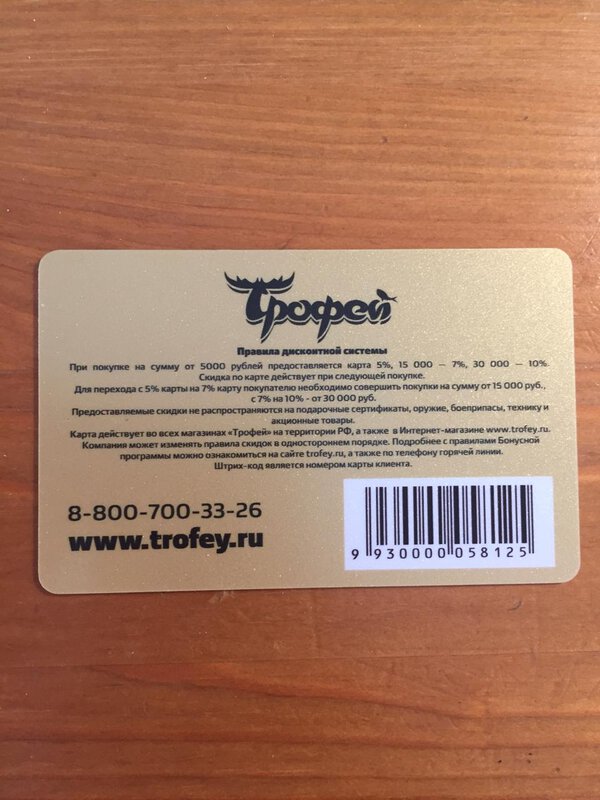 Трофей
Правила дисконтной системы
При покупке на сумму от 5000 рублей предоставляется карта 5%, 15 000 – 7%, 30 000 – 10%.
Скидка по карте действует при следующей покупке.
Для перехода с 5% карты на 7% карту покупателю необходимо совершить покупки на сумму от 15 000 руб.,
с 7% на 10% - от 30 000 руб.
Предоставляемые скидки не распространяются на подарочные сертификаты, оружие, боеприпасы, технику и
акционные товары.
Карта действует во всех магазинах «Трофей» на территории РФ, а также в Интернет-магазине www.trofey.ru.
Компания может изменять правила скидок в одностороннем порядке. Подробнее с правилами Бонусной
программы можно ознакомиться на сайте trofey.ru, а также по телефону горячей линии.
Штрих-код является номером карты клиента.
8-800-700-33-26
www.trofey.ru
9 930000 058125